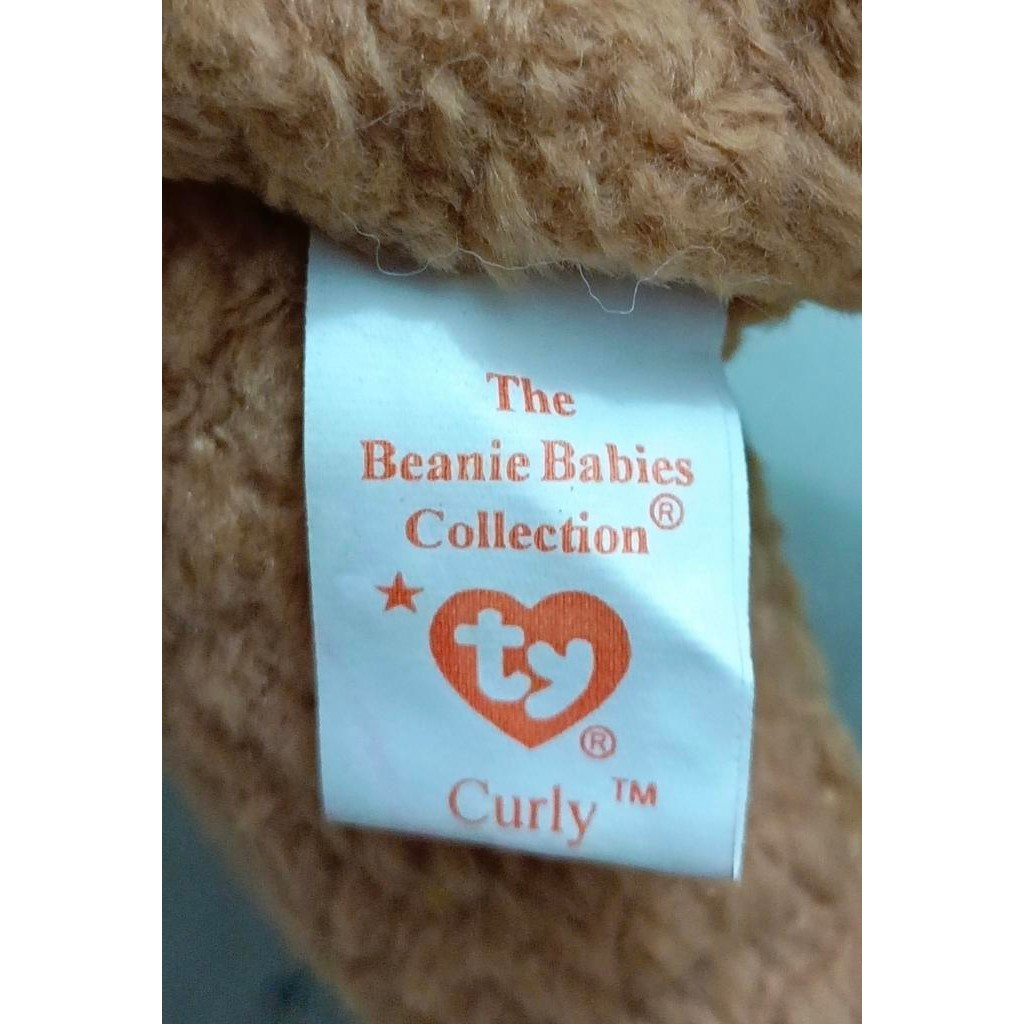 The
Beanie Babies
Collection®
ty®
Curly™